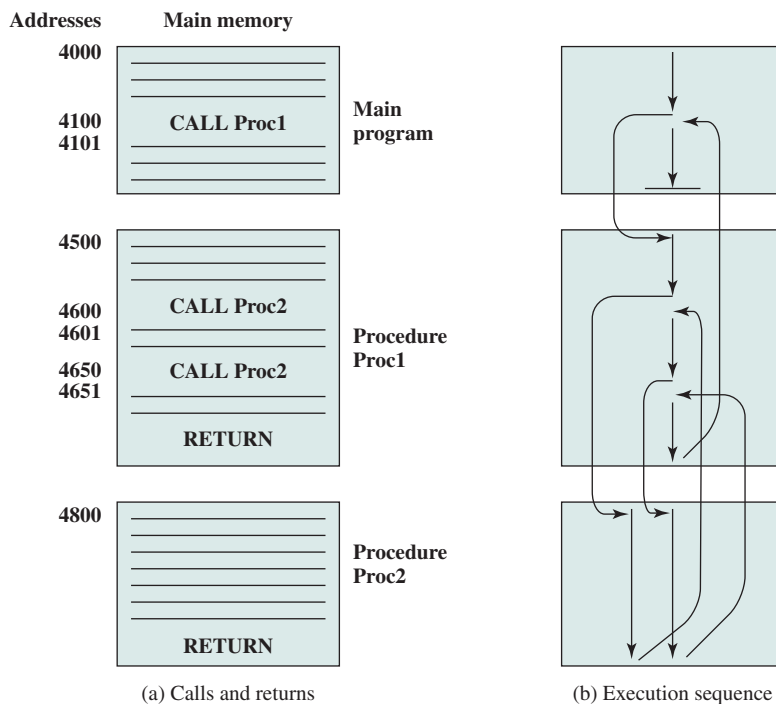 Addresses
Main memory
4000
4100
4101
CALL Proc1
Main
program
4500
4600
4601
4650
4651
CALL Proc2
CALL Proc2
RETURN
Procedure
Proc1
4800
RETURN
Procedure
Proc2
(a) Calls and returns
(b) Execution sequence